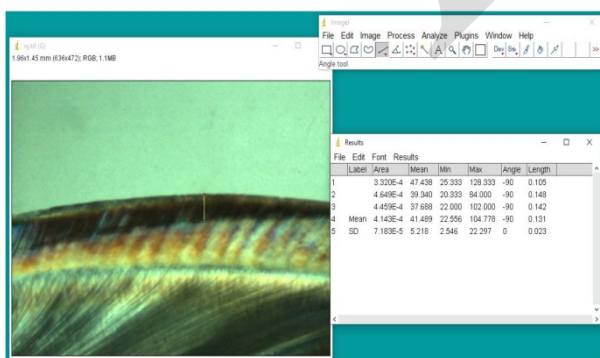 ImageJ
File Edit Image Process Analyze Plugins Window Help
Dev Stk
Angle tool
1.96x1.45 mm (636x472); RGB; 1.1MB
Results
File Edit Font Results
Label Area Mean Min Max Angle Length
1 3.320E-4 47.438 25.333 128.333 -90 0.105
2 4.649E-4 39.340 20.333 84.000 -90 0.148
3 4.459E-4 37.688 22.000 102.000 -90 0.142
4 Mean 4.143E-4 41.489 22.556 104.778 -90 0.131
5 SD 7.183E-5 5.218 2.546 22.297 0 0.023